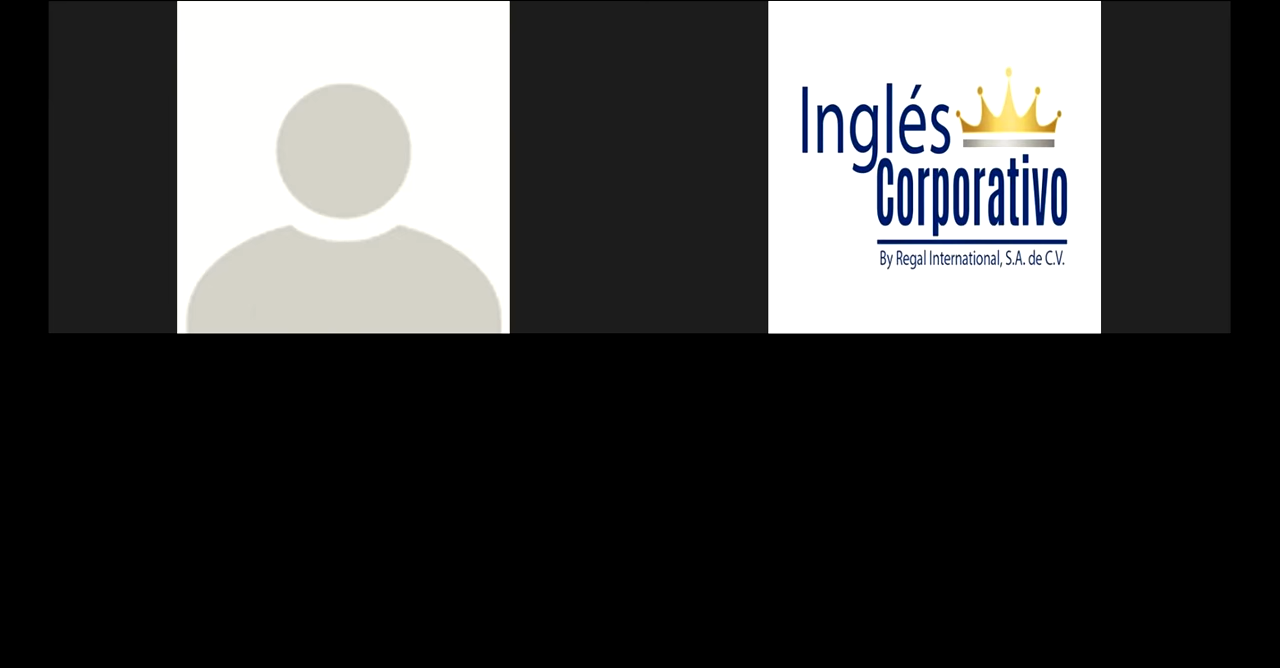 Inglés
Corporativo
By Regal International, S.A. de C.V.